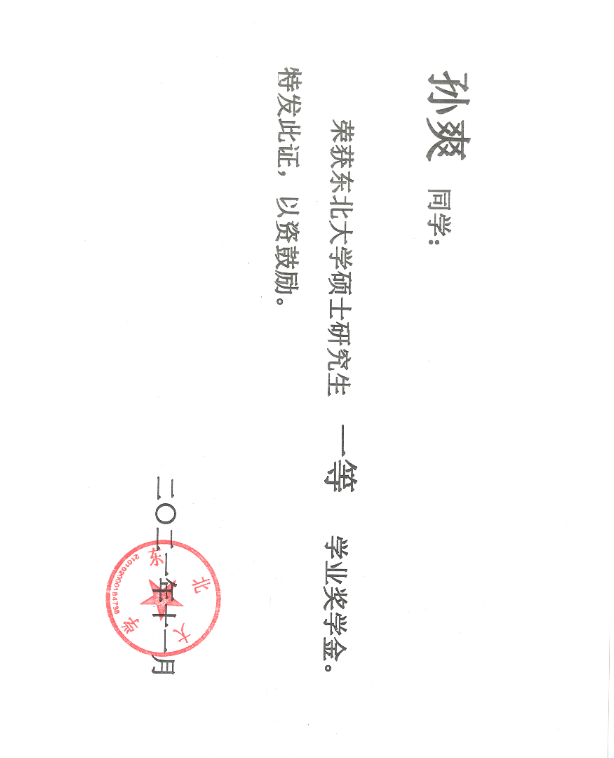 孙爽 同学：
荣获东北大学硕士研究生 一等 学业奖学金。
特发此证，以资鼓励。
二〇二一年十一月
东北大学